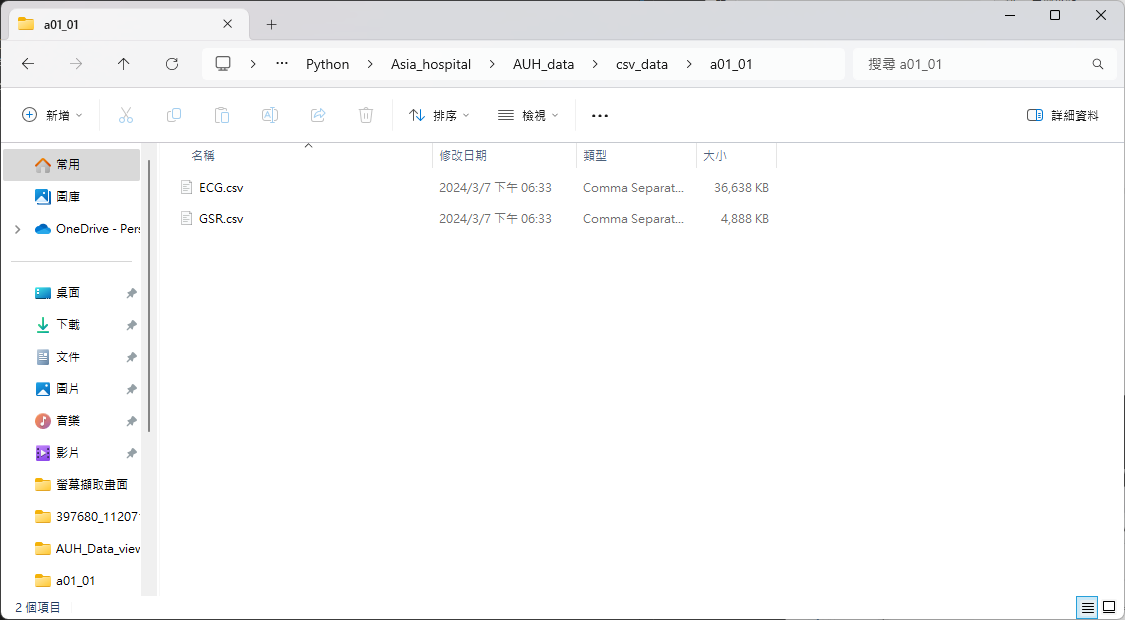 a01_01
Python > Asia_hospital > AUH_data > csv_data > a01_01
搜尋 a01_01
新增
排序
檢視
詳細資料
名稱 修改日期 類型 大小
ECG.csv 2024/3/7 下午 06:33 Comma Separat... 36,638 KB
GSR.csv 2024/3/7 下午 06:33 Comma Separat... 4,888 KB
常用
圖庫
OneDrive - Pers
桌面
下載
文件
圖片
音樂
影片
螢幕擷取畫面
397680_11207
AUH_Data_view
a01_01
2 個項目